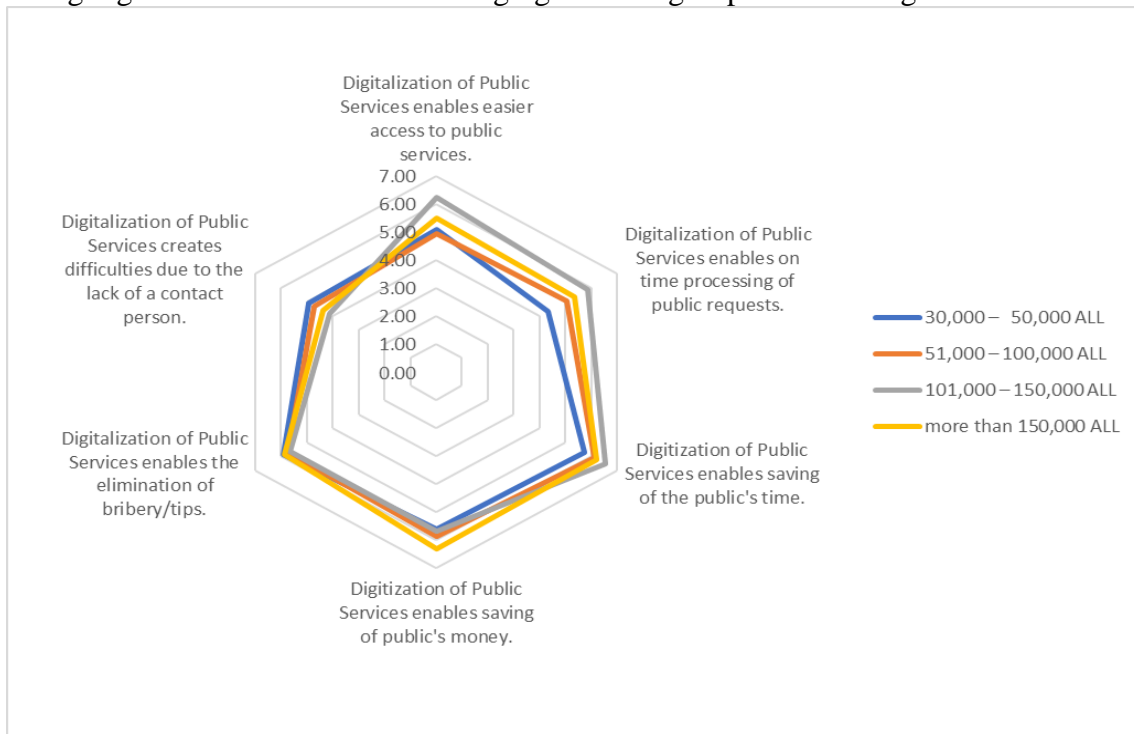 Digitalization of Public
Services enables easier
access to public
services.
7.00
6.00
5.00
4.00
3.00
2.00
1.00
0.00
Digitalization of Public
Services enables on
time processing of
public requests.
Digitization of Public
Services enables saving
of the public's time.
Digitization of Public
Services enables saving
of public's money.
Digitalization of Public
Services enables the
elimination of
bribery/tips.
Digitalization of Public
Services creates
difficulties due to the
lack of a contact
person.
30,000 – 50,000 ALL
51,000 – 100,000 ALL
101,000 – 150,000 ALL
more than 150,000 ALL